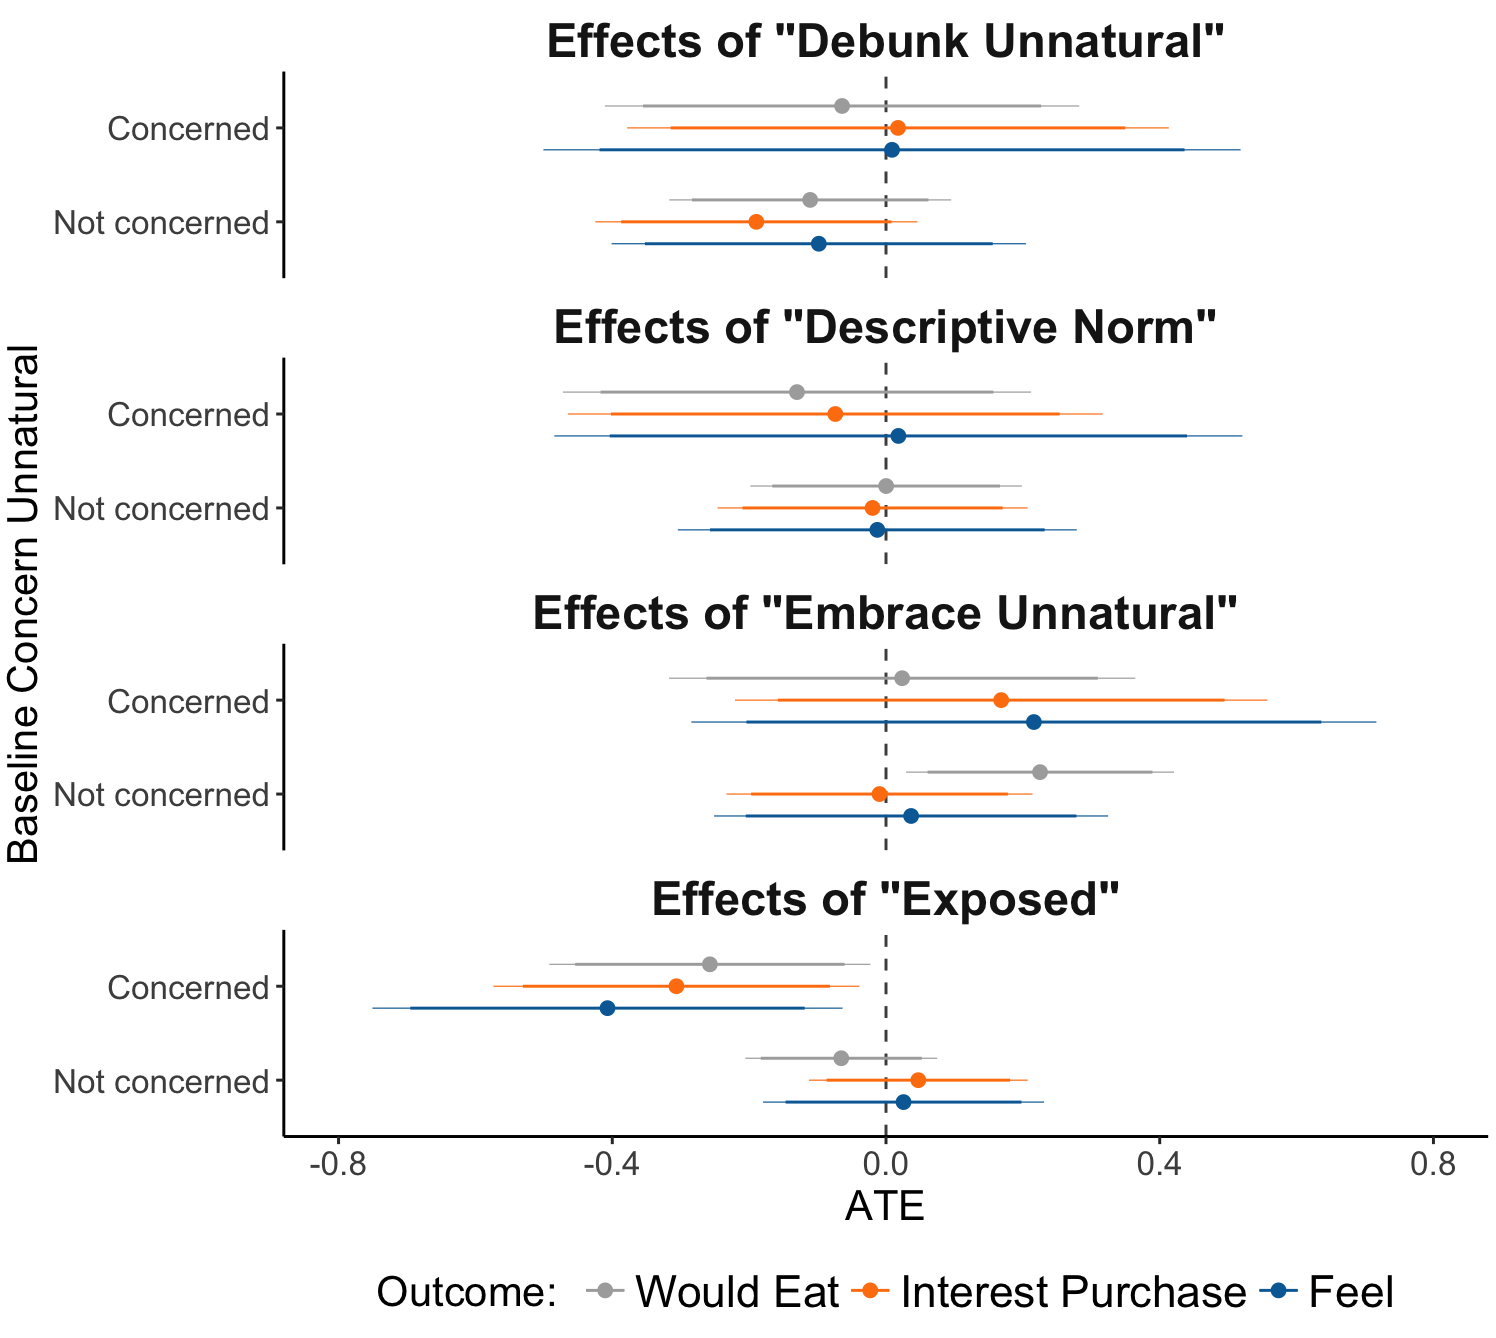 Effects of "Debunk Unnatural"
Concerned
Not concerned
Effects of "Descriptive Norm"
Concerned
Not concerned
Baseline Concern Unnatural
Effects of "Embrace Unnatural"
Concerned
Not concerned
Effects of "Exposed"
Concerned
Not concerned
-0.8 -0.4 0.0 0.4 0.8
ATE
Outcome: Would Eat Interest Purchase Feel